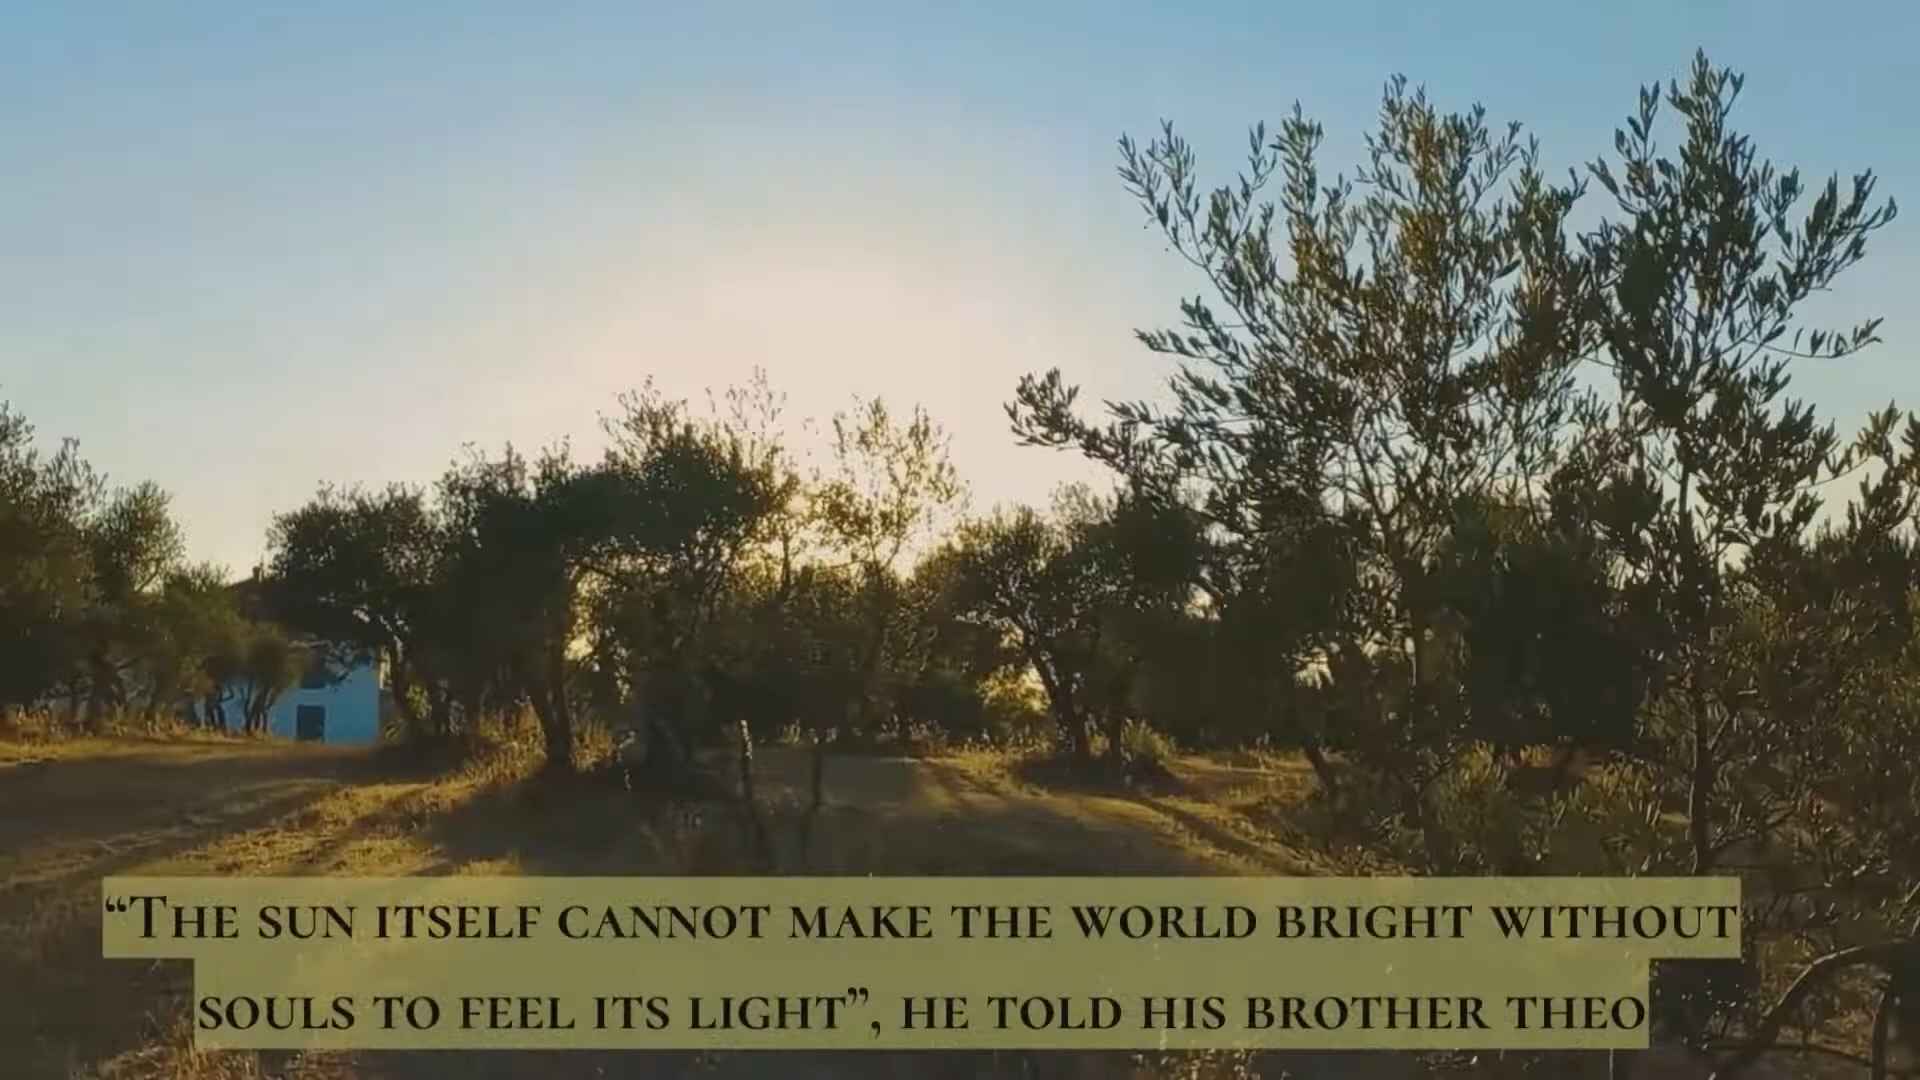 “The sun itself cannot make the world bright without
souls to feel its light”, he told his brother Theo